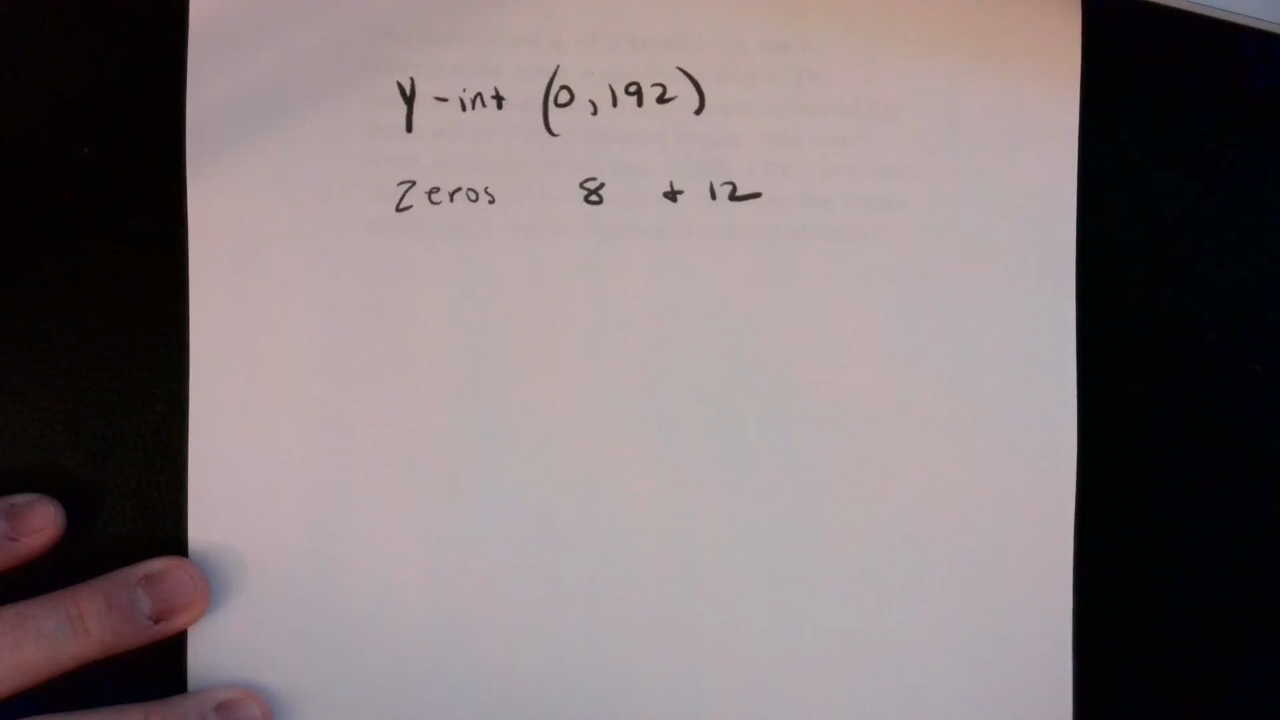 y-int (0,192)
Zeros 8 + 12